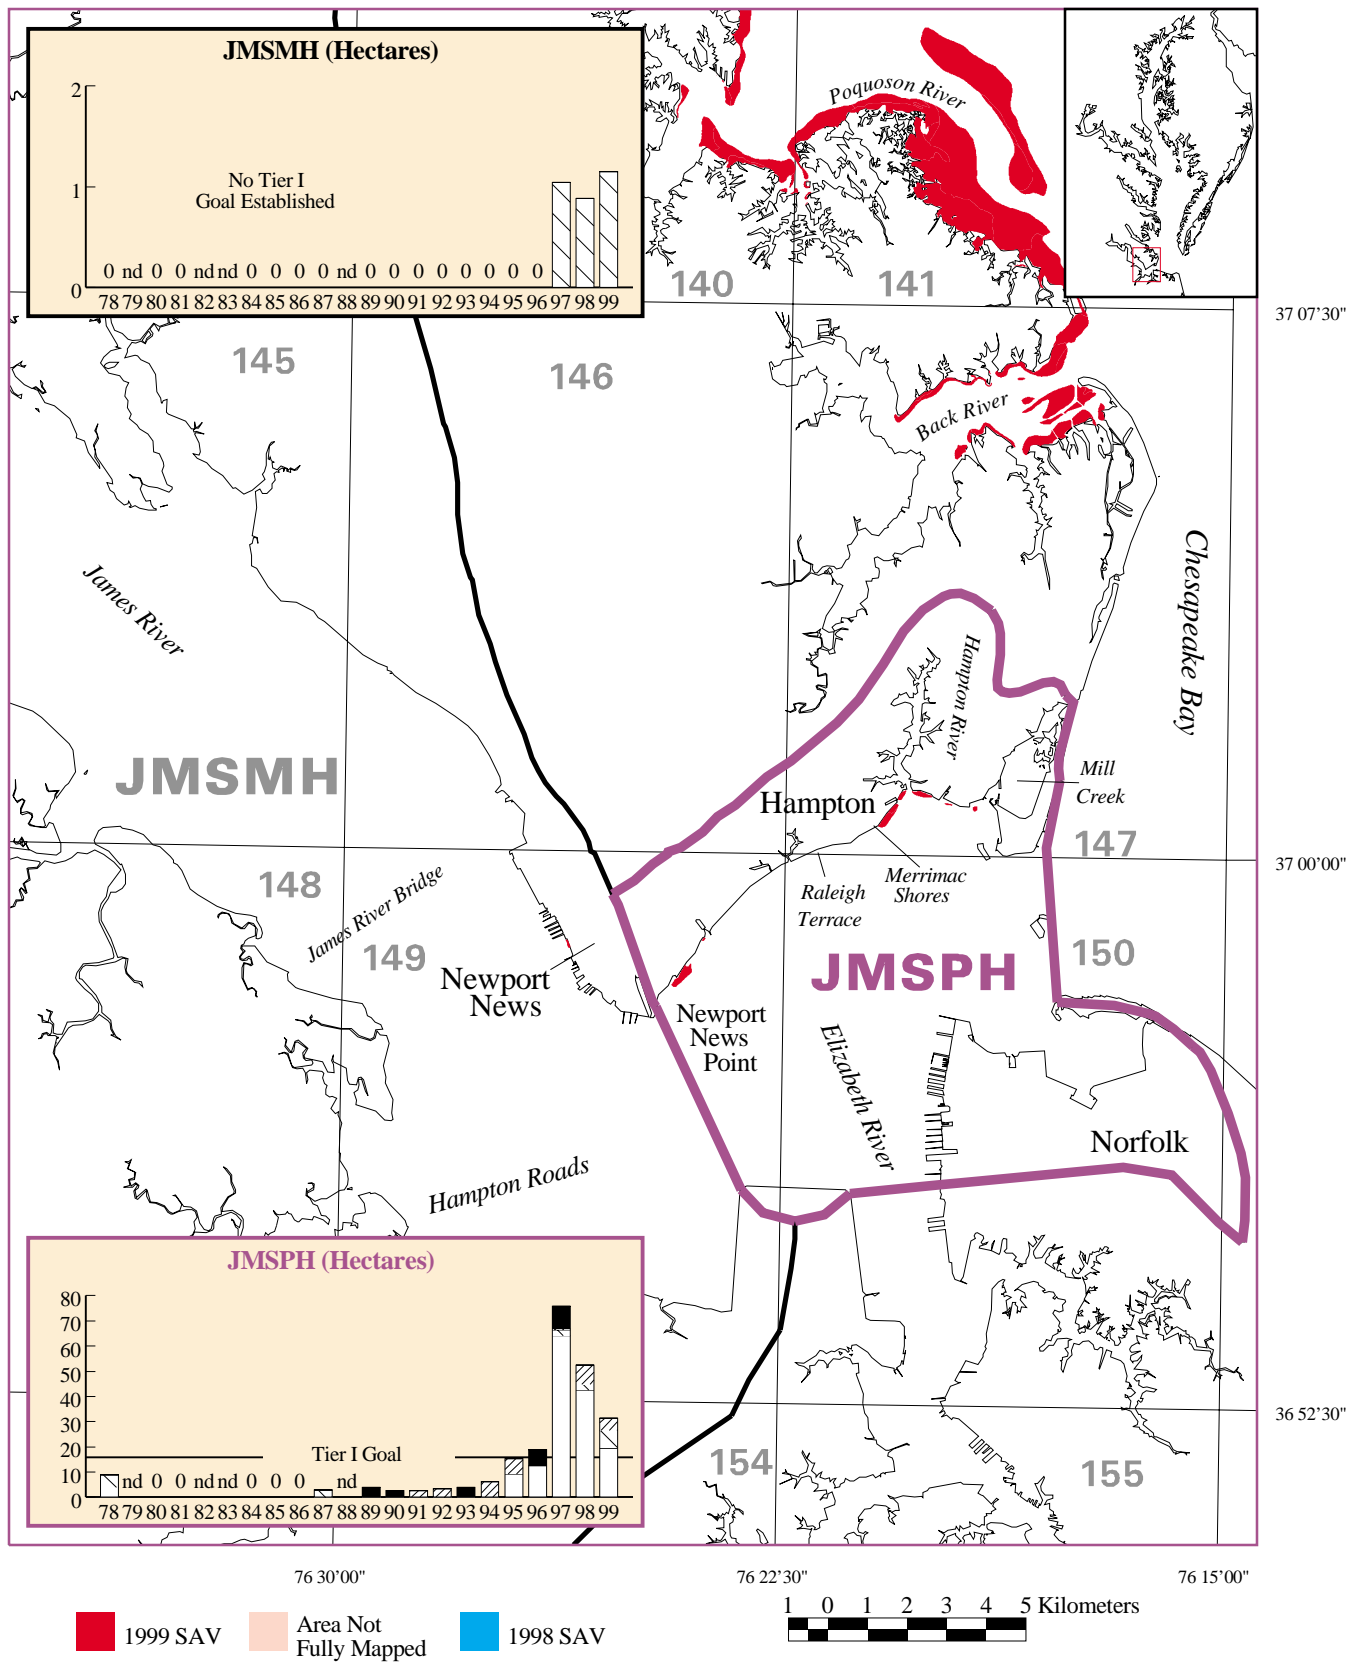 JMSMH (Hectares)
2
1
0
No Tier I
Goal Established
0 nd 0 0 nd nd 0 0 0 0 nd 0 0 0 0 0 0 0 0
78 79 80 81 82 83 84 85 86 87 88 89 90 91 92 93 94 95 96 97 98 99
Poquoson River
140
141
37 07'30"
145
146
Back River
Chesapeake Bay
James River
Hampton River
JMSMH
Mill
Creek
Hampton
147
37 00'00"
148
Merrimac
Shores
Raleigh
Terrace
James River Bridge
149
150
JMSPH
Newport
News
Newport
News
Point
Elizabeth River
Norfolk
Hampton Roads
JMSPH (Hectares)
80
70
60
50
40
30
20
10
0
Tier I Goal
nd 0 0 nd nd 0 0 0 nd
78 79 80 81 82 83 84 85 86 87 88 89 90 91 92 93 94 95 96 97 98 99
36 52'30"
154
155
76 30'00"
76 22'30"
76 15'00"
1 0 1 2 3 4 5 Kilometers
1999 SAV
Area Not
Fully Mapped
1998 SAV